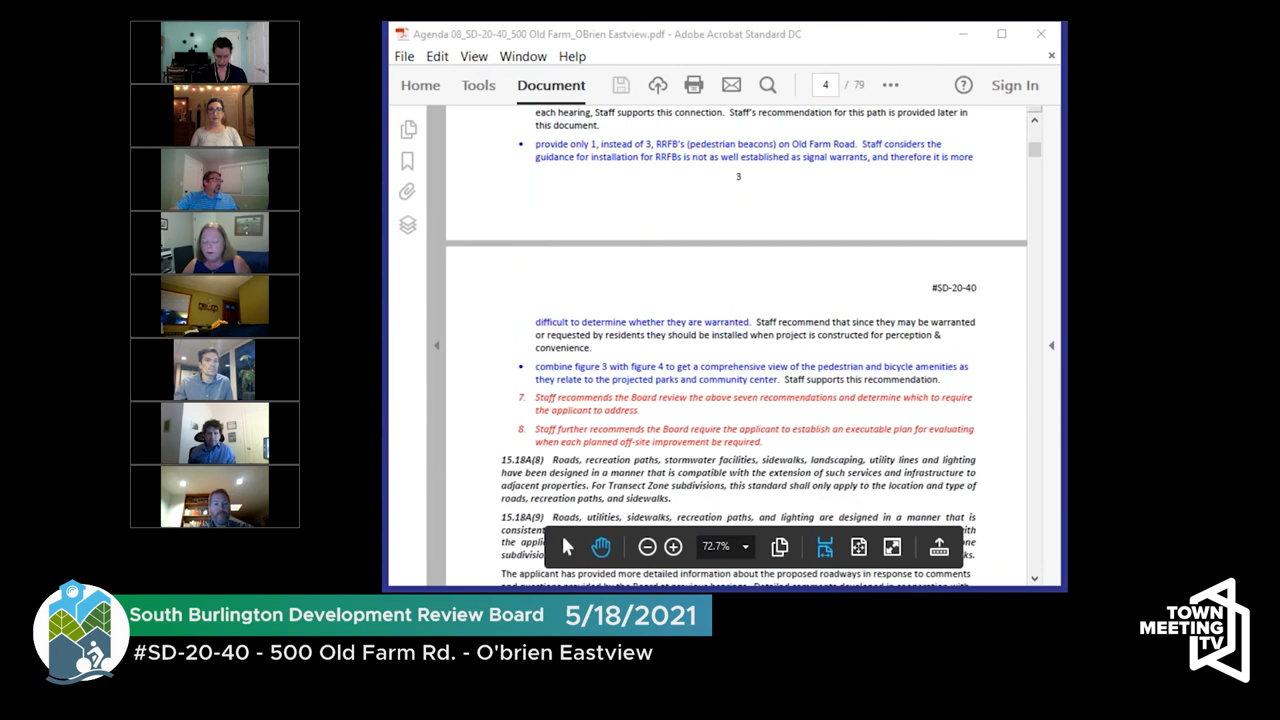 Agenda 08_SD-20-40_500 Old Farm_OBrien Eastview.pdf - Adobe Acrobat Standard DC
File Edit View Window Help
Home Tools Document 4 / 79 Sign In
each hearing, Staff supports this connection. Staff's recommendation for this path is provided later in
this document.
• provide only 1, instead of 3, RRFB's (pedestrian beacons) on Old Farm Road. Staff considers the
guidance for installation for RRFBs is not as well established as signal warrants, and therefore it is more
3
#SD-20-40
difficult to determine whether they are warranted. Staff recommend that since they may be warranted
or requested by residents they should be installed when project is constructed for perception &
convenience.
• combine figure 3 with figure 4 to get a comprehensive view of the pedestrian and bicycle amenities as
they relate to the projected parks and community center. Staff supports this recommendation.
7. Staff recommends the Board review the above seven recommendations and determine which to require
the applicant to address.
8. Staff further recommends the Board require the applicant to establish an executable plan for evaluating
when each planned off-site improvement be required.
15.18A(8) Roads, recreation paths, stormwater facilities, sidewalks, landscaping, utility lines and lighting
have been designed in a manner that is compatible with the extension of such services and infrastructure to
adjacent properties. For Transect Zone subdivisions, this standard shall only apply to the location and type of
roads, recreation paths, and sidewalks.
15.18A(9) Roads, utilities, sidewalks, recreation paths, and lighting are designed in a manner that is
the applic
72.7%
The applicant has provided more detailed information about the proposed roadways in response to comments
South Burlington Development Review Board 5/18/2021
#SD-20-40 - 500 Old Farm Rd. - O'brien Eastview
TOWN
MEETING
TV